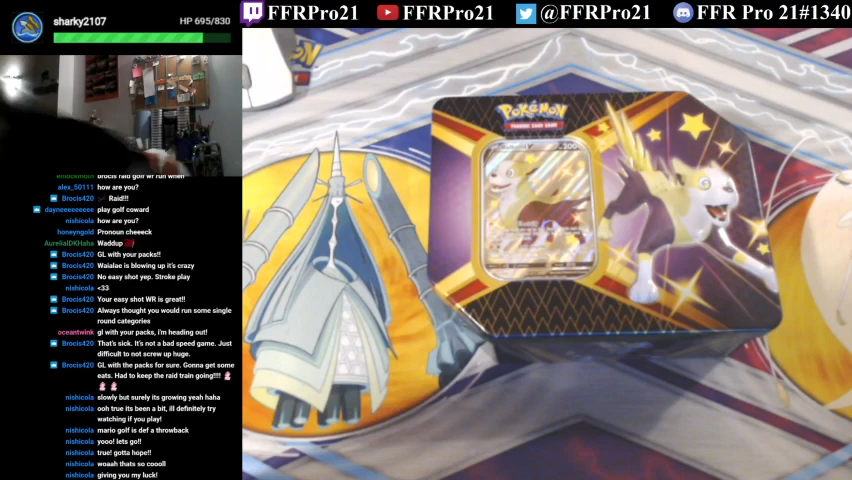 sharky2107
HP 695/830
FFRPro21
FFRPro21
@FFRPro21
FFR Pro 21#1340
alex_50111 how are you?
Brocis420 Raid!!!
dayneeeeeeeee play golf coward
nishicola how are you?
honeyngold Pronoun cheeeck
AurelialDKHaha Waddup
Brocis420 GL with your packs!!
Brocis420 Waialae is blowing up it's crazy
Brocis420 No easy shot yep. Stroke play
nishicola <33
Brocis420 Your easy shot WR is great!!
Brocis420 Always thought you would run some single
round categories
oceantwink gl with your packs, i'm heading out!
Brocis420 That's sick. It's not a bad speed game. Just
difficult to not screw up huge.
Brocis420 GL with the packs for sure. Gonna get some
eats. Had to keep the raid train going!!!!
nishicola slowly but surely its growing yeah haha
nishicola ooh true its been a bit, ill definitely try
watching if you play!
nishicola mario golf is def a throwback
nishicola yooo! lets go!!
nishicola true! gotta hope!!
nishicola woaah thats so coooll
nishicola giving you my luck!
POKéMON
TRADING CARD GAME
200